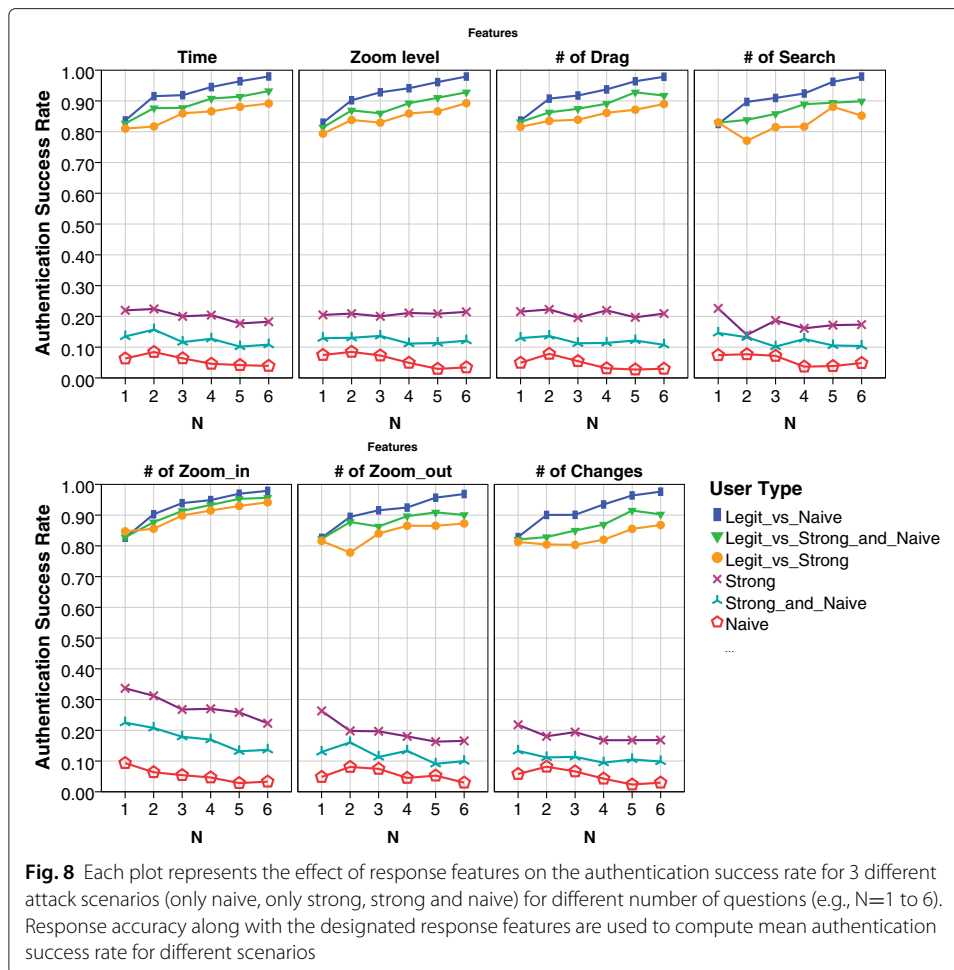 Features
Time Zoom level # of Drag # of Search
Authentication Success Rate
1.00
0.90
0.80
0.70
0.60
0.50
0.40
0.30
0.20
0.10
0.00
1 2 3 4 5 6 1 2 3 4 5 6 1 2 3 4 5 6 1 2 3 4 5 6
N N N N
Features
# of Zoom_in # of Zoom_out # of Changes
Authentication Success Rate
1.00
0.90
0.80
0.70
0.60
0.50
0.40
0.30
0.20
0.10
0.00
1 2 3 4 5 6 1 2 3 4 5 6 1 2 3 4 5 6
N N N
User Type
Legit_vs_Naive
Legit_vs_Strong_and_Naive
Legit_vs_Strong
Strong
Strong_and_Naive
Naive
...
Fig. 8 Each plot represents the effect of response features on the authentication success rate for 3 different
attack scenarios (only naive, only strong, strong and naive) for different number of questions (e.g., N=1 to 6).
Response accuracy along with the designated response features are used to compute mean authentication
success rate for different scenarios